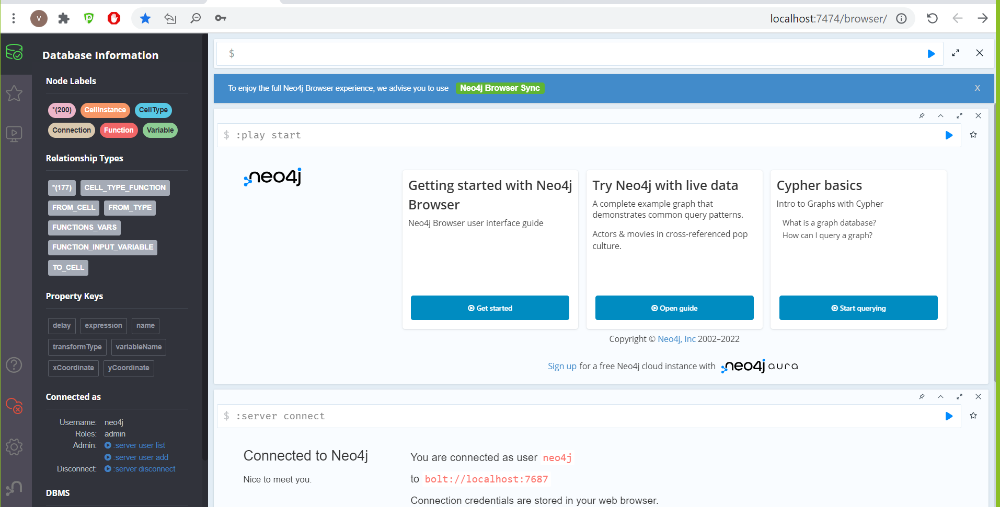 V
localhost:7474/browser/
Database Information
Node Labels
*(200) CellInstance CellType
Connection Function Variable
Relationship Types
*(177) CELL_TYPE_FUNCTION
FROM_CELL FROM_TYPE
FUNCTIONS_VARS
FUNCTION_INPUT_VARIABLE
TO_CELL
Property Keys
delay expression name
transformType variableName
xCoordinate yCoordinate
Connected as
Username: neo4j
Roles: admin
Admin: :server user list
:server user add
Disconnect: :server disconnect
DBMS
$
To enjoy the full Neo4j Browser experience, we advise you to use Neo4j Browser Sync x
$ :play start
neo4j
Getting started with Neo4j
Browser
Neo4j Browser user interface guide
Get started
Try Neo4j with live data
A complete example graph that
demonstrates common query patterns.
Actors & movies in cross-referenced pop
culture.
Open guide
Cypher basics
Intro to Graphs with Cypher
What is a graph database?
How can I query a graph?
Start querying
Copyright © Neo4j, Inc 2002–2022
Sign up for a free Neo4j cloud instance with neo4j aura
$ :server connect
Connected to Neo4j
Nice to meet you.
You are connected as user neo4j
to bolt://localhost:7687
Connection credentials are stored in your web browser.